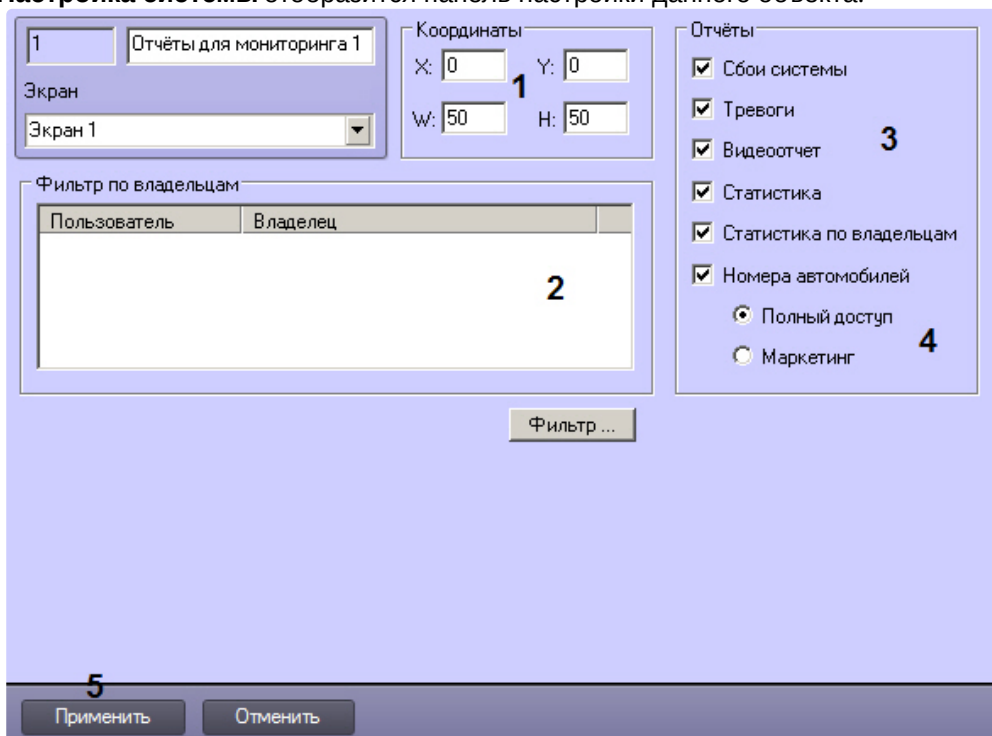 Настройка системы отобразится панель настройки данного объекта.
1
Отчёты для мониторинга 1
Экран
Экран 1
Координаты
X: 0
Y: 0
1
W: 50
H: 50
Отчёты
Сбои системы
Тревоги
3
Видеоотчет
Статистика
Статистика по владельцам
Номера автомобилей
Полный доступ
4
Маркетинг
Фильтр по владельцам
Пользователь
Владелец
2
Фильтр ...
5
Применить
Отменить